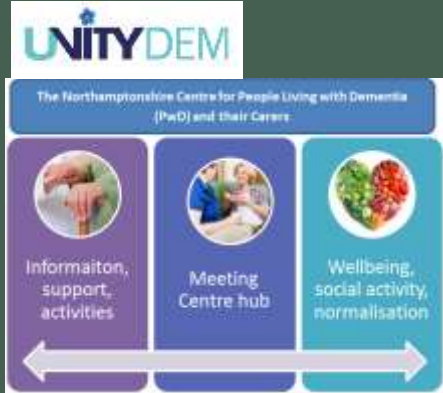 UNITYDEM
The Northamptonshire Centre for People Living with Dementia
(PwD) and their Carers
Informaiton,
support,
activities
Meeting
Centre hub
Wellbeing,
social activity,
normalisation